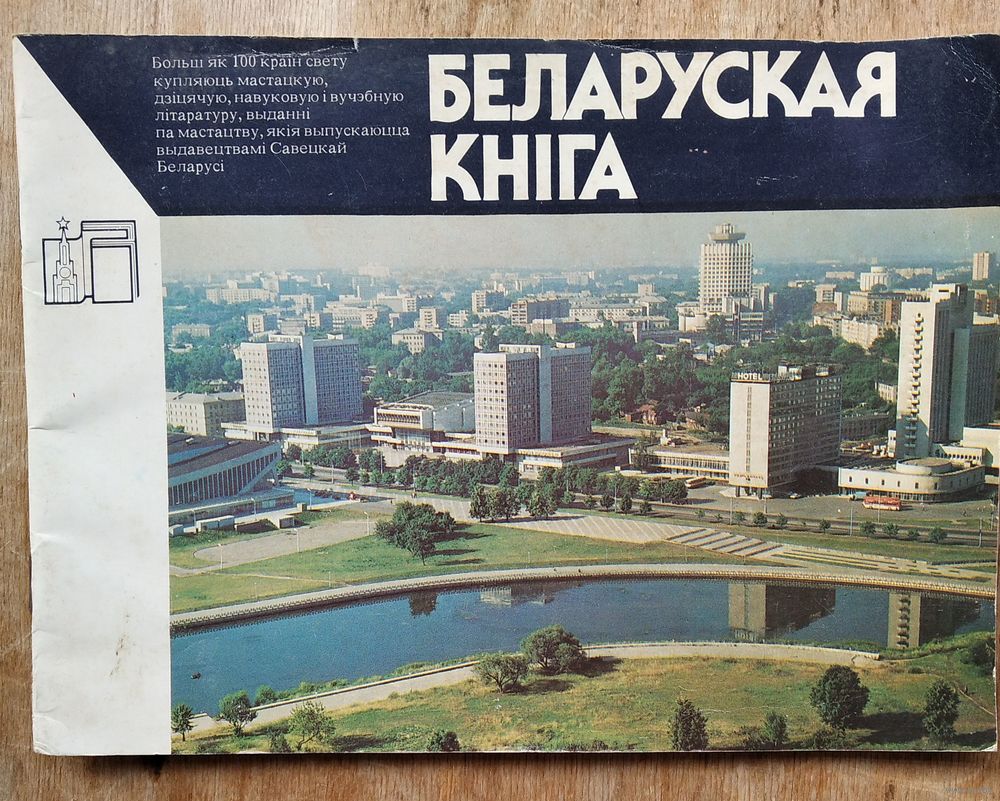 Больш як 100 краін свету
купляюць мастацкую,
дзіцячую, навуковую і вучэбную
літаратуру, выданні
па мастацтву, якія выпускаюцца
выдавецтвамі Савецкай
Беларусі
БЕЛАРУСКАЯ
КНІГА
HOTEL